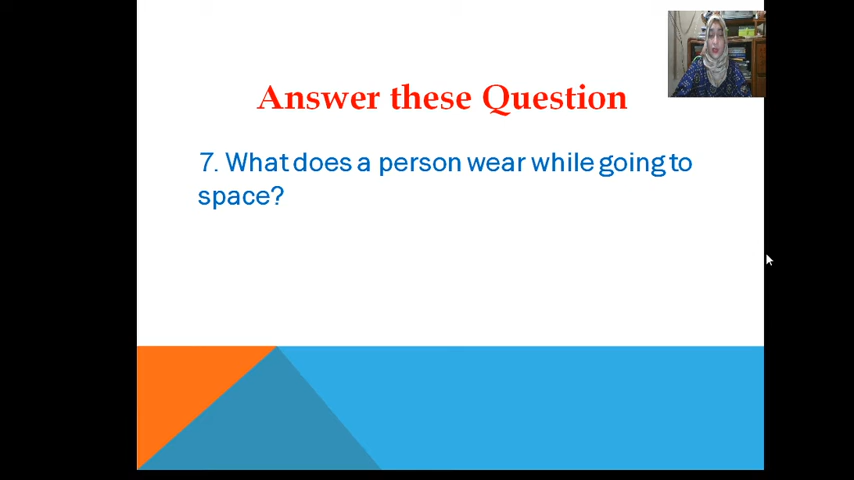 Answer these Question
7. What does a person wear while going to
space?